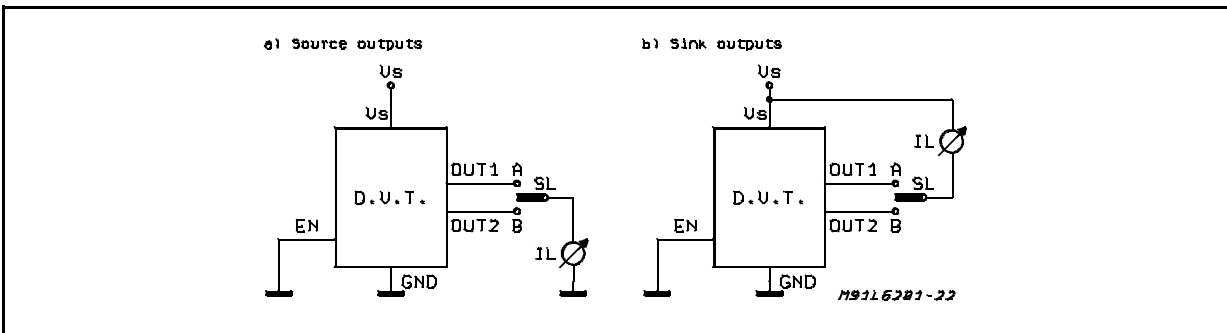 a) Source outputs
Vs
Vs
OUT1 A
SL
D.U.T.
OUT2 B
EN
IL
GND
b) Sink outputs
Vs
Vs
IL
OUT1 A
SL
D.U.T.
OUT2 B
EN
GND
M91L6201-22